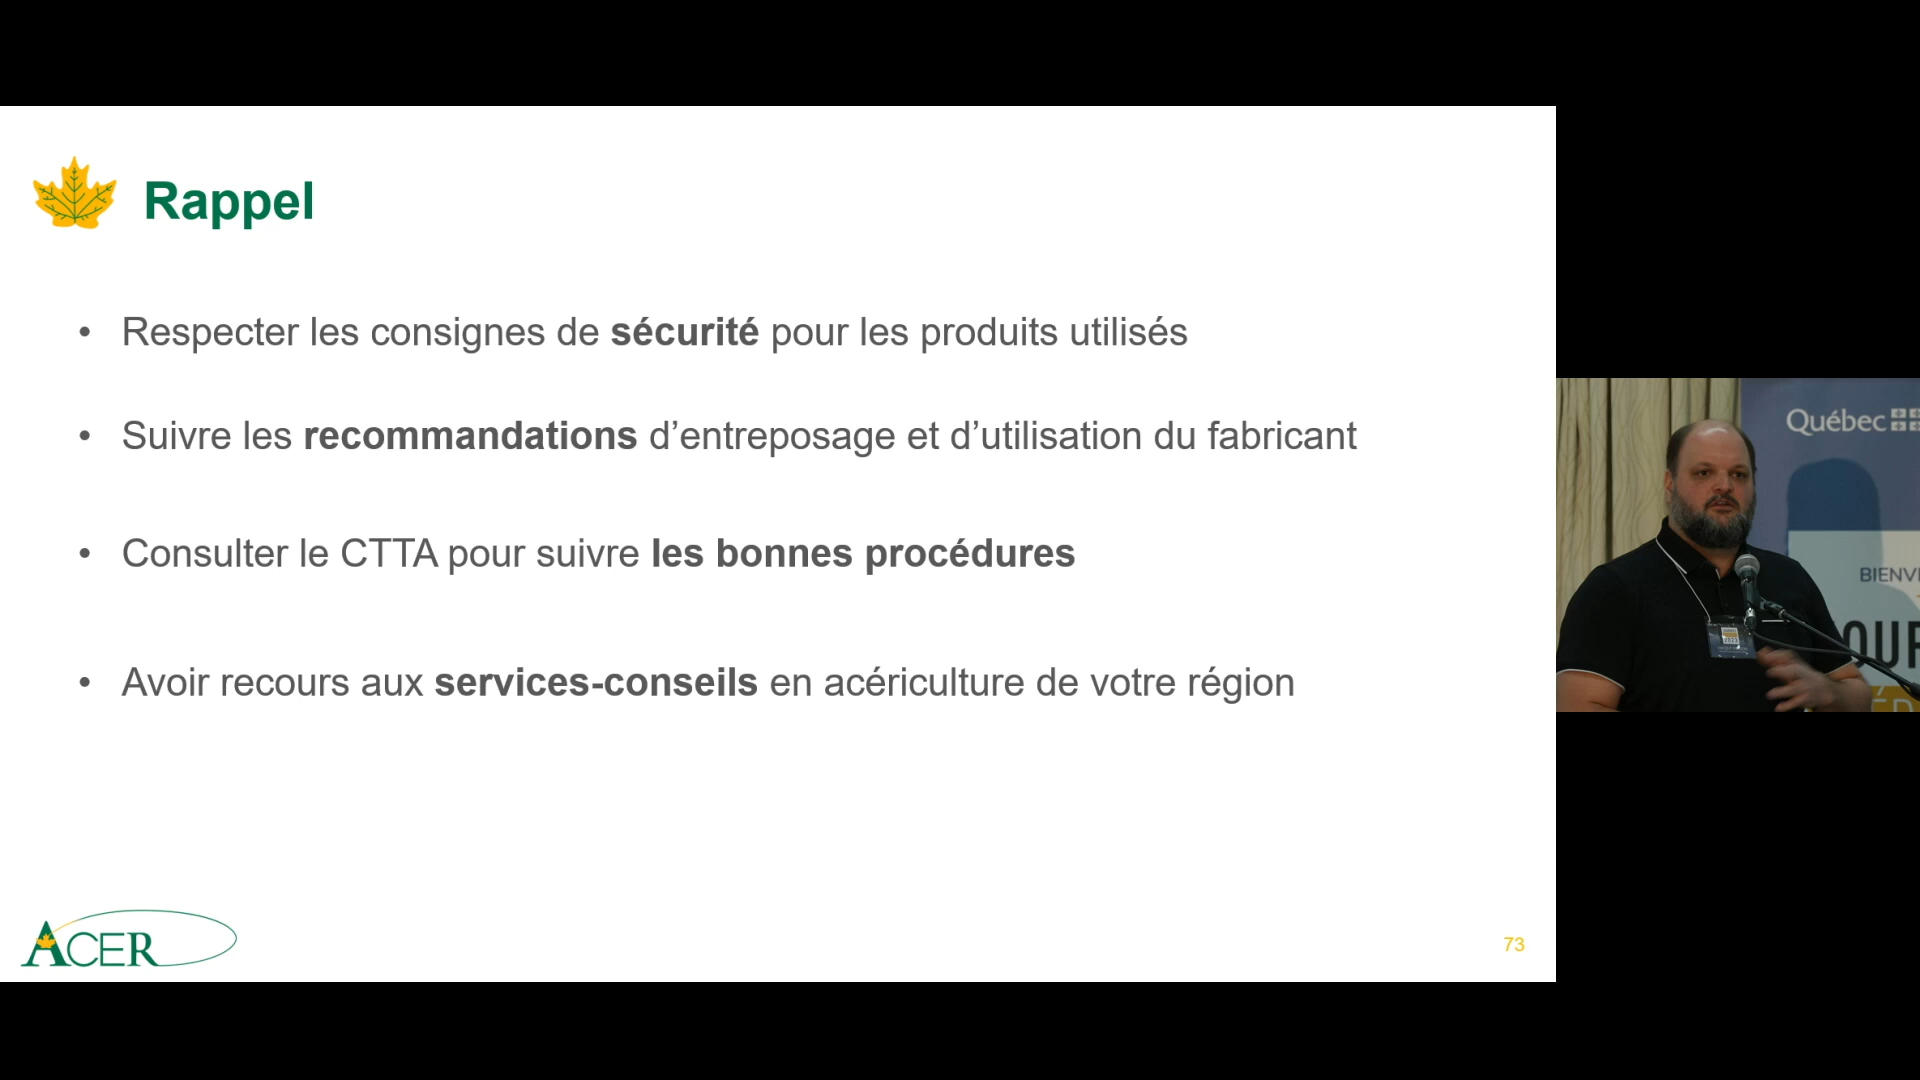 Rappel
• Respecter les consignes de sécurité pour les produits utilisés
• Suivre les recommandations d’entreposage et d’utilisation du fabricant
• Consulter le CTTA pour suivre les bonnes procédures
• Avoir recours aux services-conseils en acériculture de votre région
ACER
73
Québec
BIENV
OUR